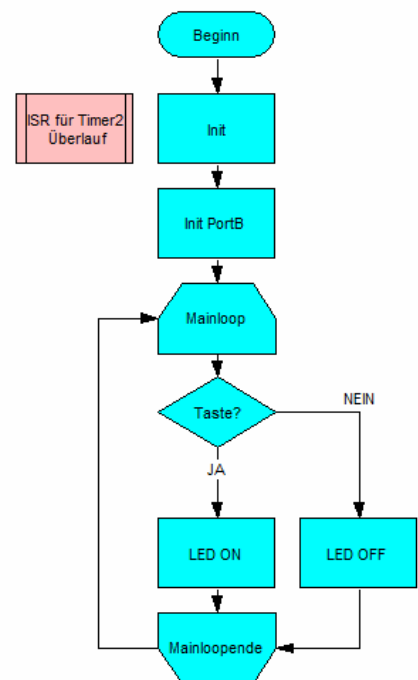 Beginn
ISR für Timer2
Überlauf
Init
Init PortB
Mainloop
Taste?
NEIN
JA
LED ON
LED OFF
Mainloopende